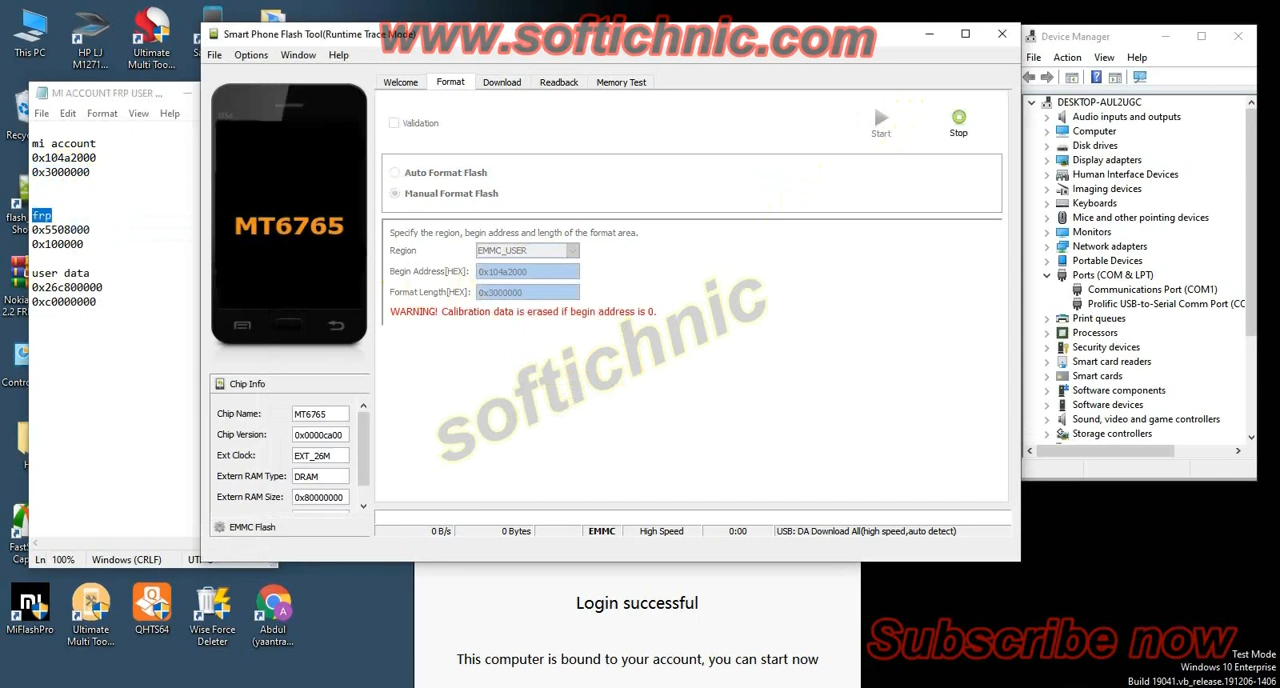 www.softichnic.com
This PC
HP LJ
M1271...
Ultimate
Multi Too...
MI ACCOUNT FRP USER ...
File Edit Format View Help
mi account
0x104a2000
0x3000000
frp
0x5508000
0x100000
user data
0x26c800000
0xc0000000
Ln 100% Windows (CRLF)
Smart Phone Flash Tool(Runtime Trace Mode)
File Options Window Help
Welcome Format Download Readback Memory Test
Validation
Start
Stop
Auto Format Flash
Manual Format Flash
Specify the region, begin address and length of the format area.
Region EMMC_USER
Begin Address[HEX]: 0x104a2000
Format Length[HEX]: 0x3000000
WARNING! Calibration data is erased if begin address is 0.
MT6765
Chip Info
Chip Name: MT6765
Chip Version: 0x0000ca00
Ext Clock: EXT_26M
Extern RAM Type: DRAM
Extern RAM Size: 0x80000000
EMMC Flash
0 B/s 0 Bytes EMMC High Speed 0:00 USB: DA Download All(high speed,auto detect)
softichnic
Device Manager
File Action View Help
DESKTOP-AUL2UGC
Audio inputs and outputs
Computer
Disk drives
Display adapters
Human Interface Devices
Imaging devices
Keyboards
Mice and other pointing devices
Monitors
Network adapters
Portable Devices
Ports (COM & LPT)
Communications Port (COM1)
Prolific USB-to-Serial Comm Port (CC
Print queues
Processors
Security devices
Smart card readers
Smart cards
Software components
Software devices
Sound, video and game controllers
Storage controllers
MiFlashPro
Ultimate
Multi Too...
QHTS64
Wise Force
Deleter
Abdul
(yaantra...
Login successful
This computer is bound to your account, you can start now
Subscribe now
Test Mode
Windows 10 Enterprise
Build 19041.vb_release.191206-1406